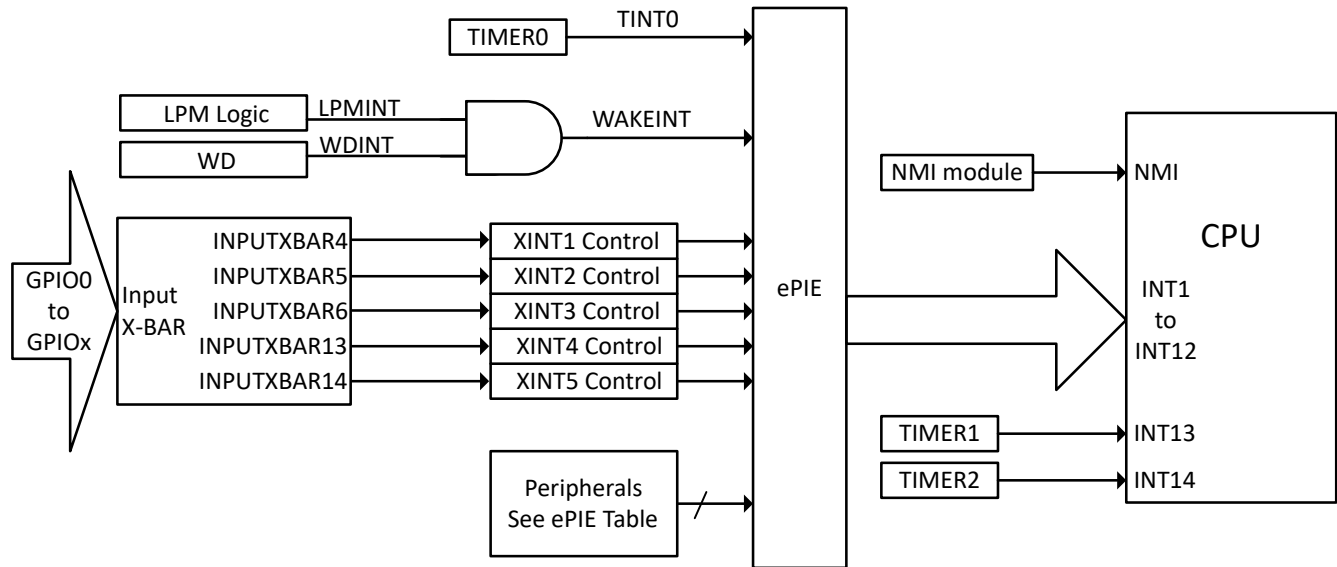 TIMER0
TINT0
LPM Logic
LPMINT
WD
WDINT
WAKEINT
NMI module
NMI
CPU
GPIO0
to
GPIOx
Input
X-BAR
INPUTXBAR4
INPUTXBAR5
INPUTXBAR6
INPUTXBAR13
INPUTXBAR14
XINT1 Control
XINT2 Control
XINT3 Control
XINT4 Control
XINT5 Control
ePIE
INT1
to
INT12
TIMER1
INT13
TIMER2
INT14
Peripherals
See ePIE Table